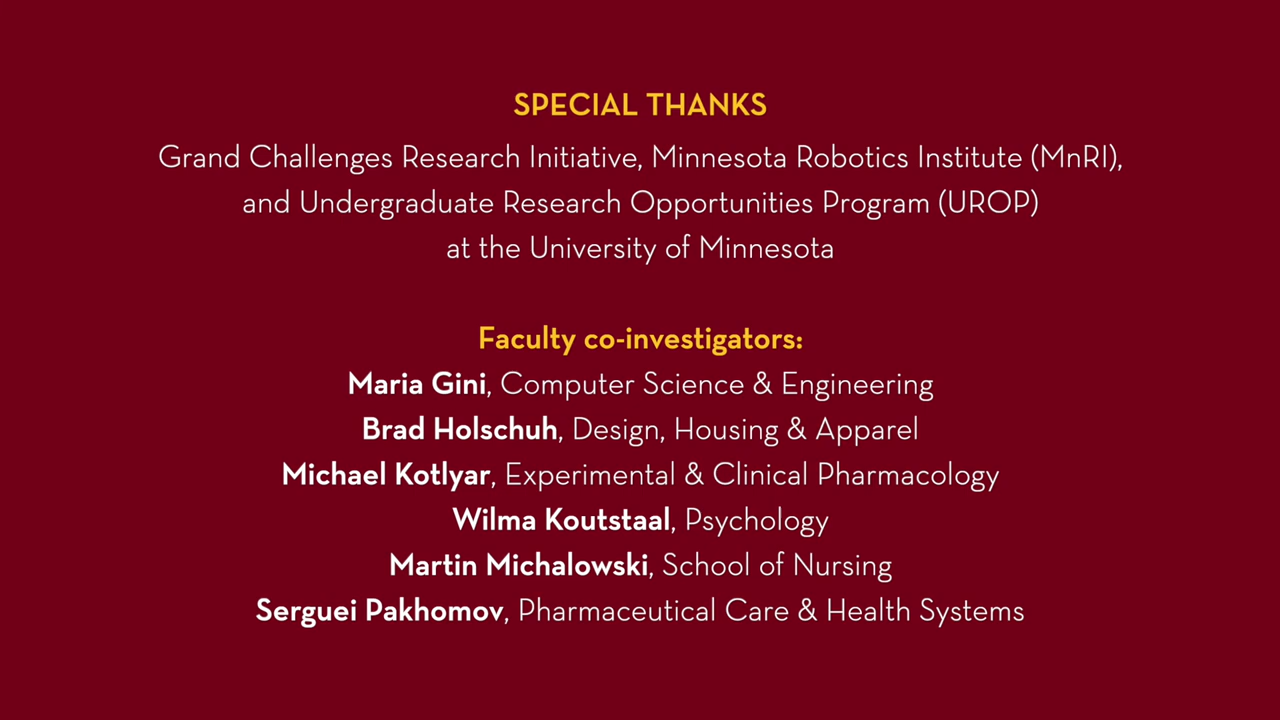 SPECIAL THANKS
Grand Challenges Research Initiative, Minnesota Robotics Institute (MnRI),
and Undergraduate Research Opportunities Program (UROP)
at the University of Minnesota
Faculty co-investigators:
Maria Gini, Computer Science & Engineering
Brad Holschuh, Design, Housing & Apparel
Michael Kotlyar, Experimental & Clinical Pharmacology
Wilma Koutstaal, Psychology
Martin Michalowski, School of Nursing
Serguei Pakhomov, Pharmaceutical Care & Health Systems